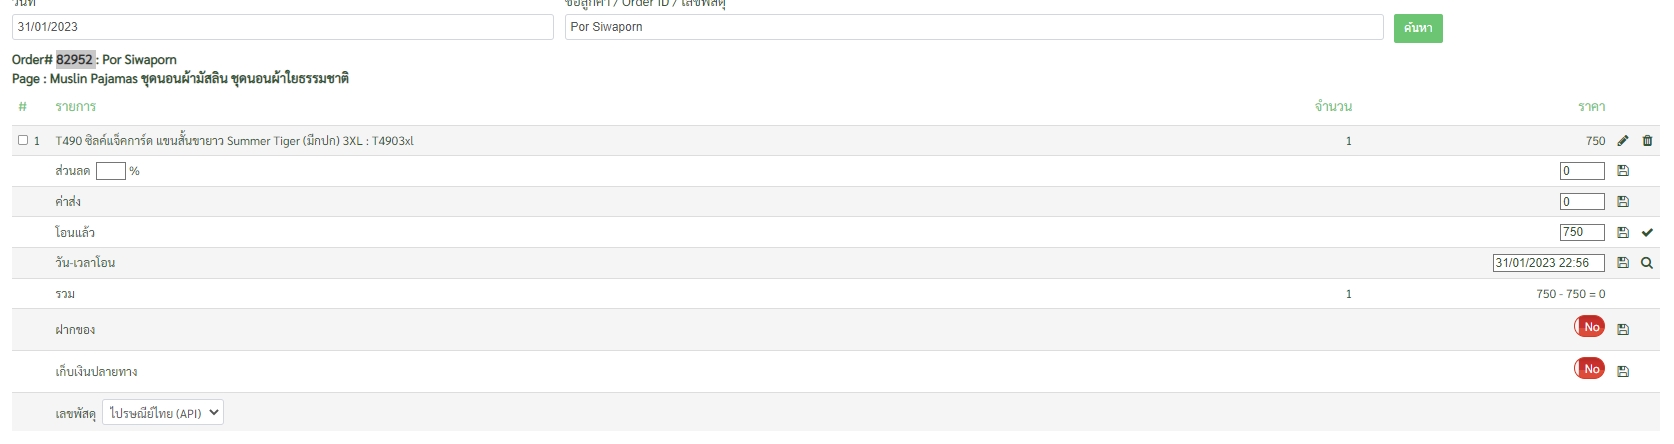 วันที่
ชื่อลูกค้า / Order ID / เลขพัสดุ
31/01/2023
Por Siwaporn
ค้นหา
Order# 82952 : Por Siwaporn
Page : Muslin Pajamas ชุดนอนผ้ามัสลิน ชุดนอนผ้าใยธรรมชาติ
# รายการ จำนวน ราคา
1 T490 ซิลค์แจ็คการ์ด แขนสั้นขายาว Summer Tiger (มีกปก) 3XL : T4903xl 1 750
ส่วนลด % 0
ค่าส่ง 0
โอนแล้ว 750
วัน-เวลาโอน 31/01/2023 22:56
รวม 1 750 - 750 = 0
ฝากของ No
เก็บเงินปลายทาง No
เลขพัสดุ ไปรษณีย์ไทย (API)